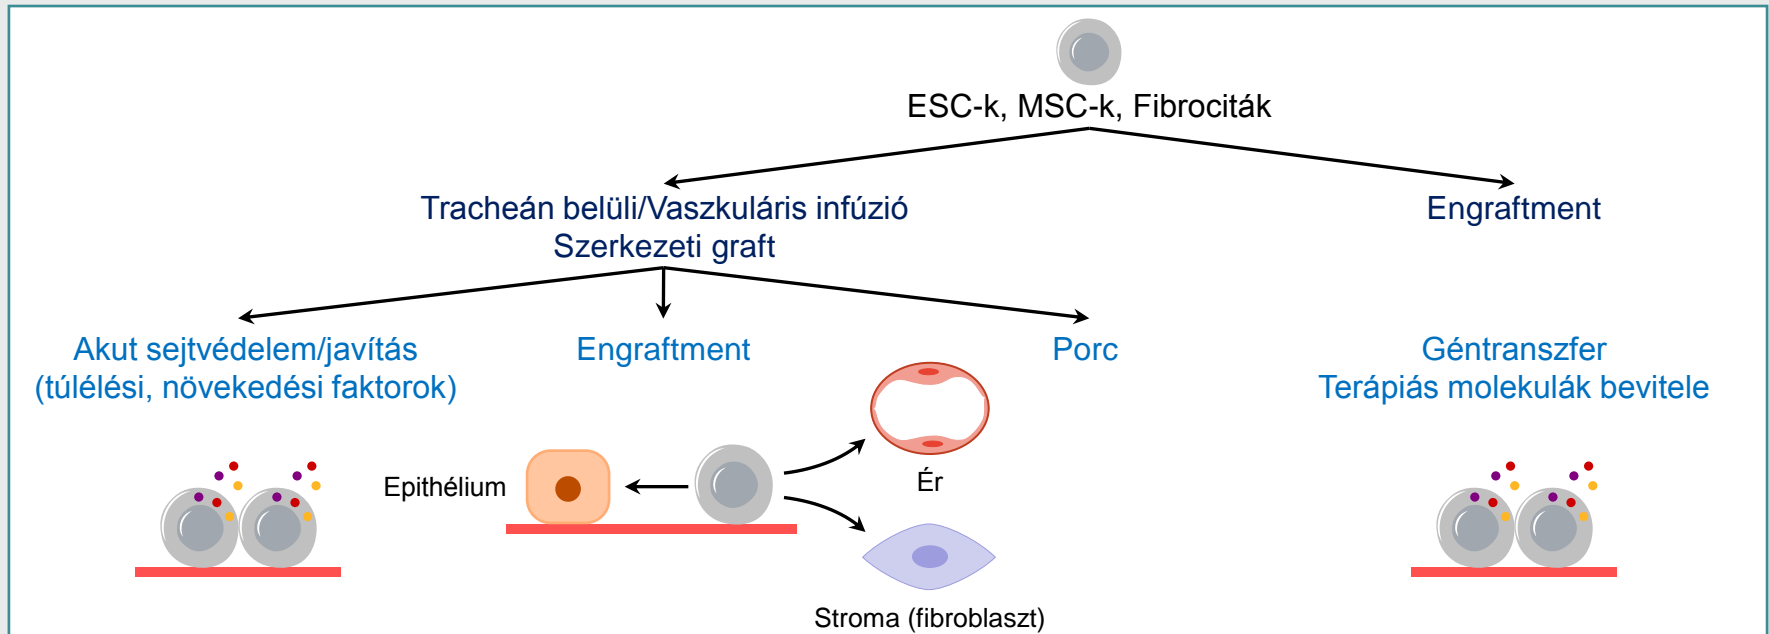 ESC-k, MSC-k, Fibrociták
Tracheán belüli/Vaszkuláris infúzió
Szerkezeti graft
Engraftment
Akut sejtvédelem/javítás
(túlélési, növekedési faktorok)
Engraftment
Porc
Géntranszfer
Terápiás molekulák bevitele
Epithélium
Ér
Stroma (fibroblaszt)